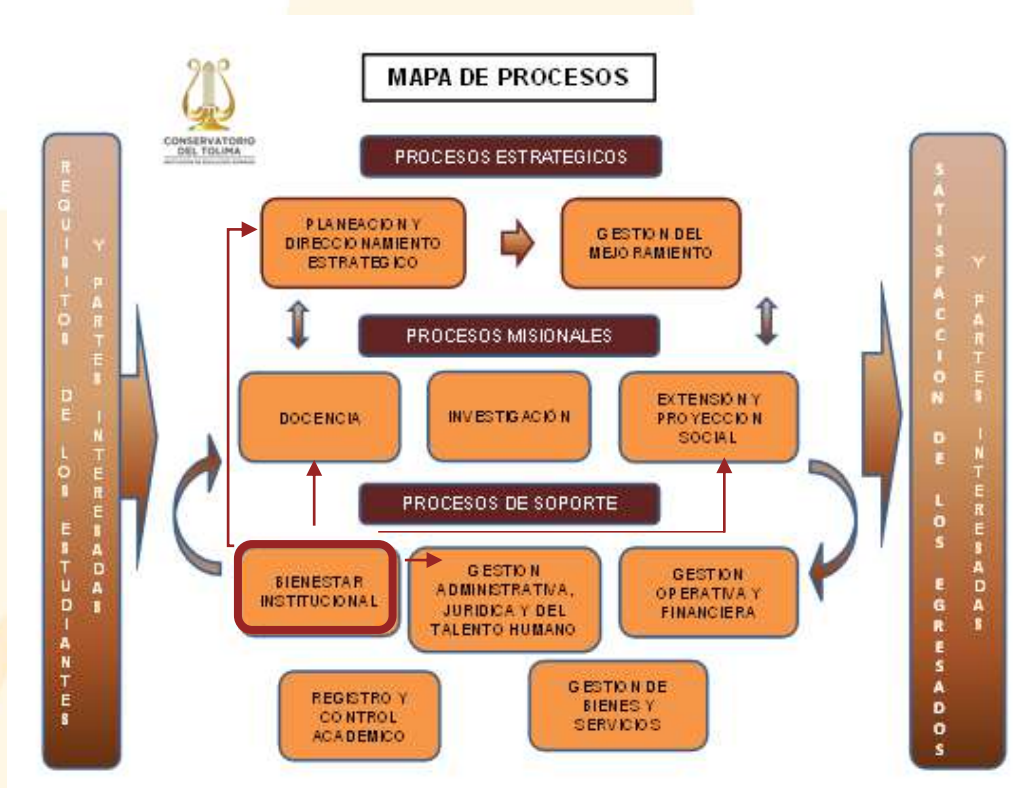 MAPA DE PROCESOS
CONSERVATORIO
DEL TOLIMA
PROCESOS ESTRATEGICOS
REQUISITOS DE LOS ESTUDIANTES
Y PARTES INTERESADAS
PLANEACION Y
DIRECCIONAMIENTO
ESTRATEGICO
GESTION DEL
MEJORAMIENTO
PROCESOS MISIONALES
DOCENCIA
INVESTIGACIÓN
EXTENSIÓN Y
PROYECCION
SOCIAL
PROCESOS DE SOPORTE
BIENESTAR
INSTITUCIONAL
GESTION
ADMINISTRATIVA,
JURIDICA Y DEL
TALENTO HUMANO
GESTION
OPERATIVA Y
FINANCIERA
REGISTRO Y
CONTROL
ACADEMICO
GESTION DE
BIENES Y
SERVICIOS
SATISFACCION DE LOS EGRESADOS
Y PARTES INTERESADAS